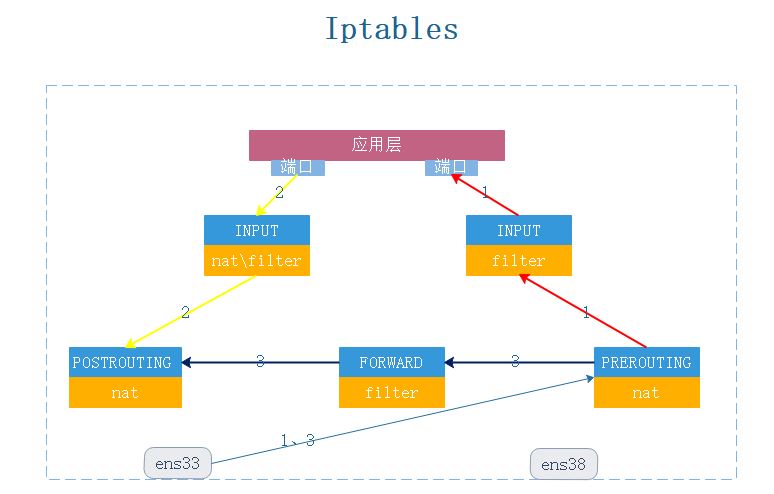 Iptables
应用层
端口 端口
2 1
INPUT INPUT
nat\filter filter
2 1
POSTROUTING 3 FORWARD 3 PREROUTING
nat filter nat
1、3
ens33 ens38